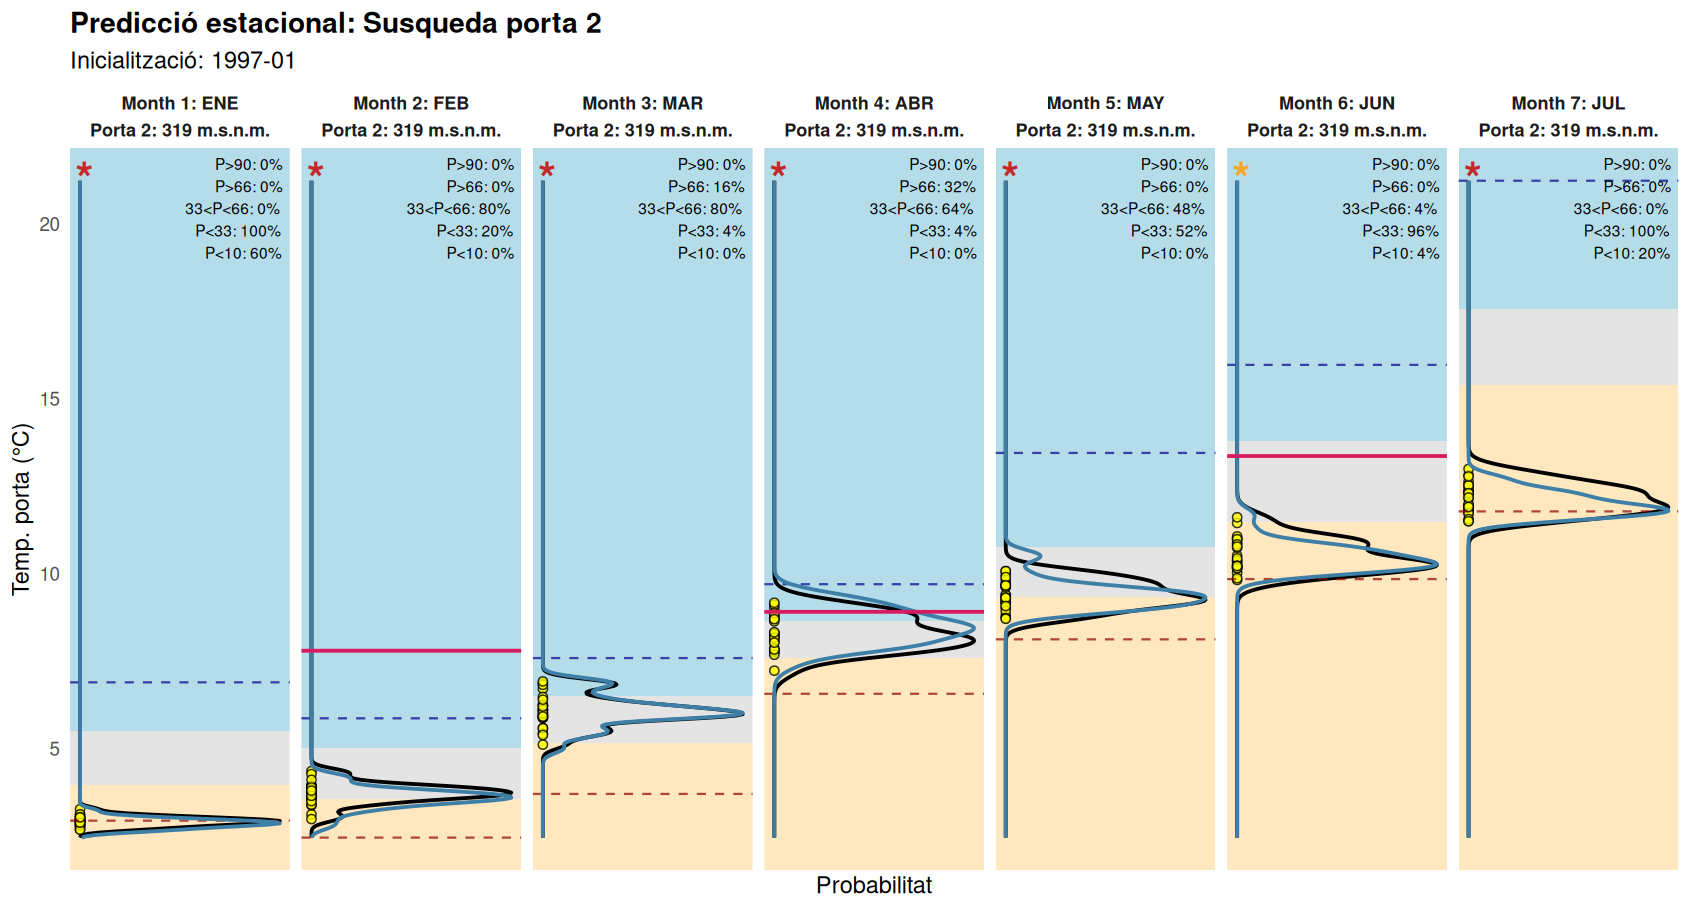 Predicció estacional: Susqueda porta 2
Inicialització: 1997-01
Month 1: ENE
Porta 2: 319 m.s.n.m.
Month 2: FEB
Porta 2: 319 m.s.n.m.
Month 3: MAR
Porta 2: 319 m.s.n.m.
Month 4: ABR
Porta 2: 319 m.s.n.m.
Month 5: MAY
Porta 2: 319 m.s.n.m.
Month 6: JUN
Porta 2: 319 m.s.n.m.
Month 7: JUL
Porta 2: 319 m.s.n.m.
*
P>90: 0%
P>66: 0%
33<P<66: 0%
P<33: 100%
P<10: 60%
*
P>90: 0%
P>66: 0%
33<P<66: 80%
P<33: 20%
P<10: 0%
*
P>90: 0%
P>66: 16%
33<P<66: 80%
P<33: 4%
P<10: 0%
*
P>90: 0%
P>66: 32%
33<P<66: 64%
P<33: 4%
P<10: 0%
*
P>90: 0%
P>66: 0%
33<P<66: 48%
P<33: 52%
P<10: 0%
*
P>90: 0%
P>66: 0%
33<P<66: 4%
P<33: 96%
P<10: 4%
*
P>90: 0%
P>66: 0%
33<P<66: 0%
P<33: 100%
P<10: 20%
20
15
10
5
Temp. porta (°C)
Probabilitat